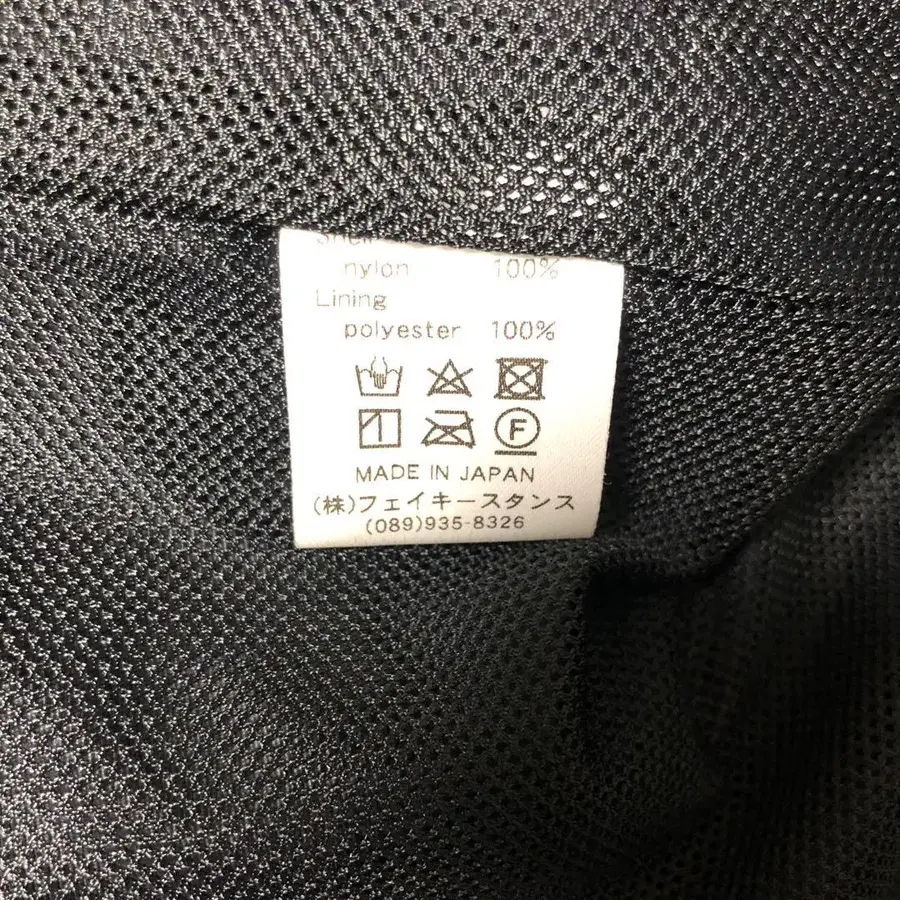 Shell
nylon 100%
Lining
polyester 100%
F
MADE IN JAPAN
(株)フェイキースタンス
(089)935-8326